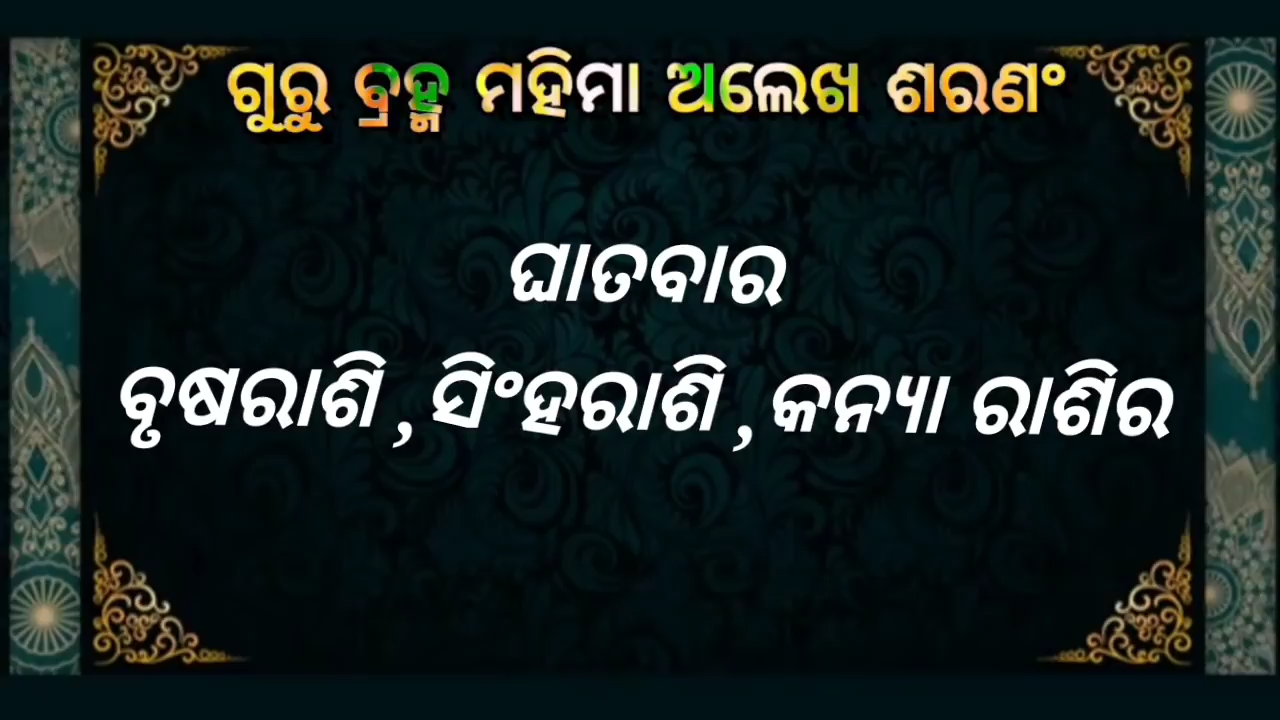 ଗୁରୁ ବ୍ରହ୍ମ ମହିମା ଅଲେଖ ଶରଣଂ
ଘାତବାର
ବୃଷରାଶି , ସିଂହରାଶି , କନ୍ୟା ରାଶିର